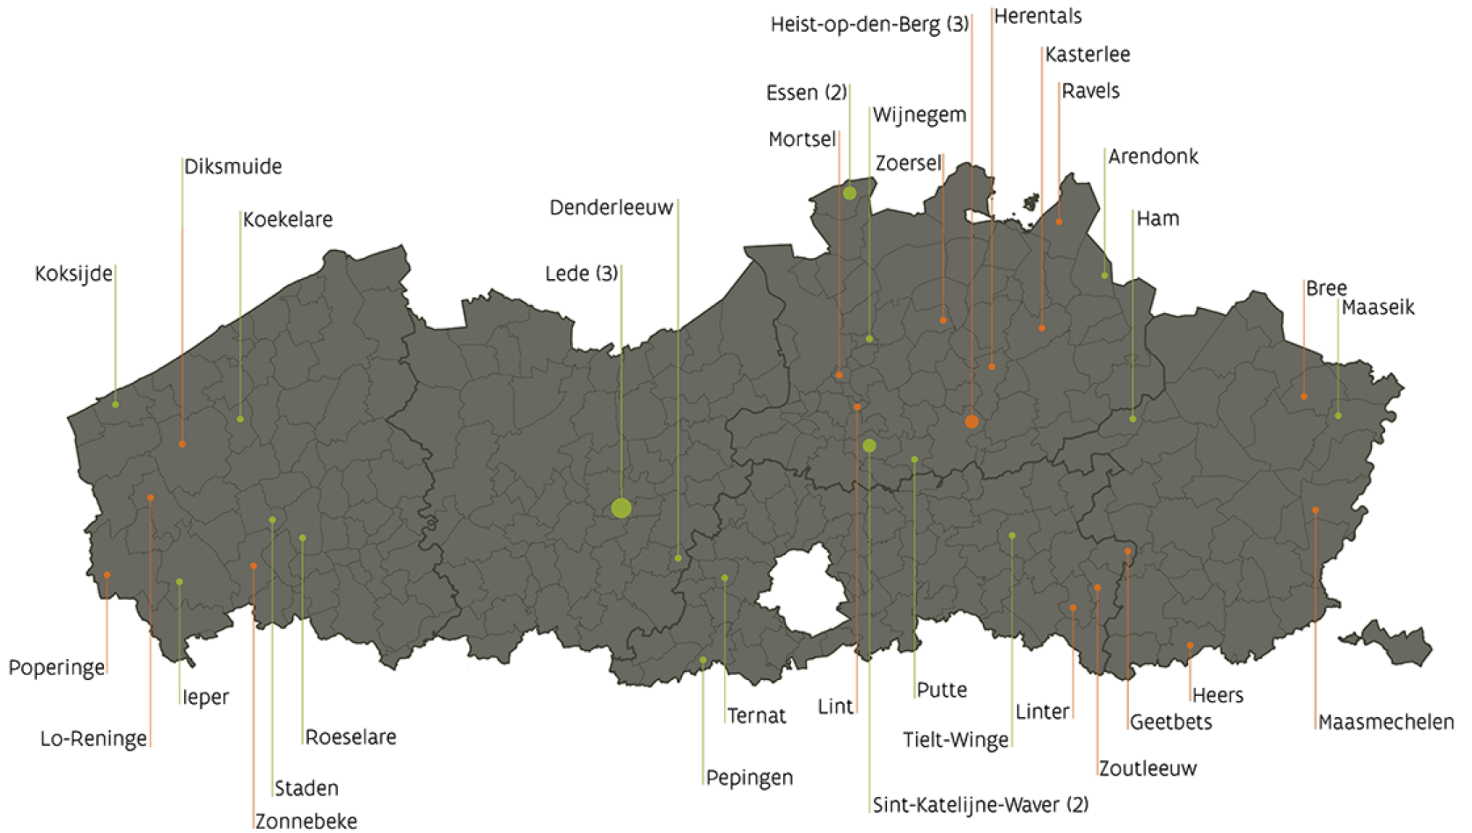 Heist-op-den-Berg (3)
Herentals
Kasterlee
Essen (2)
Ravels
Wijnegem
Mortsel
Zoersel
Arendonk
Diksmuide
Denderleeuw
Koekelare
Ham
Koksijde
Lede (3)
Bree
Maaseik
Poperinge
Ieper
Lo-Reninge
Roeselare
Staden
Zonnebeke
Ternat
Pepingen
Lint
Putte
Sint-Katelijne-Waver (2)
Tielt-Winge
Linter
Zoutleeuw
Geetbets
Heers
Maasmechelen